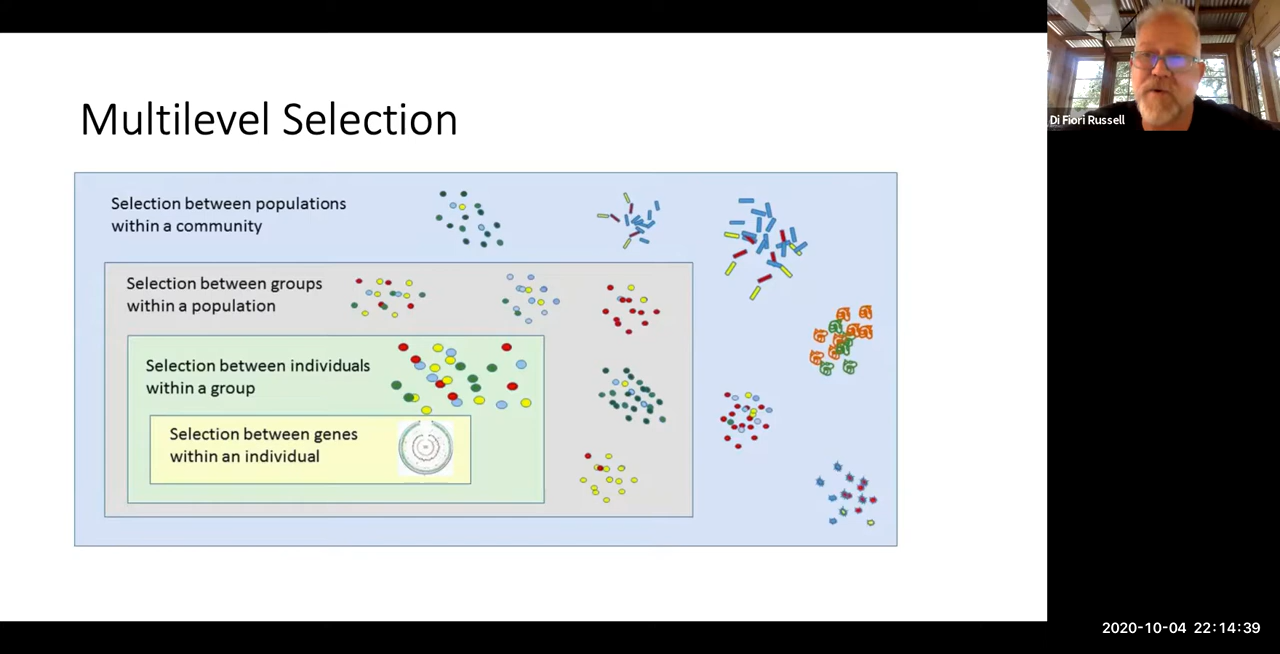 Multilevel Selection
Selection between populations
within a community
Selection between groups
within a population
Selection between individuals
within a group
Selection between genes
within an individual
Di Fiori Russell
2020-10-04 22:14:39